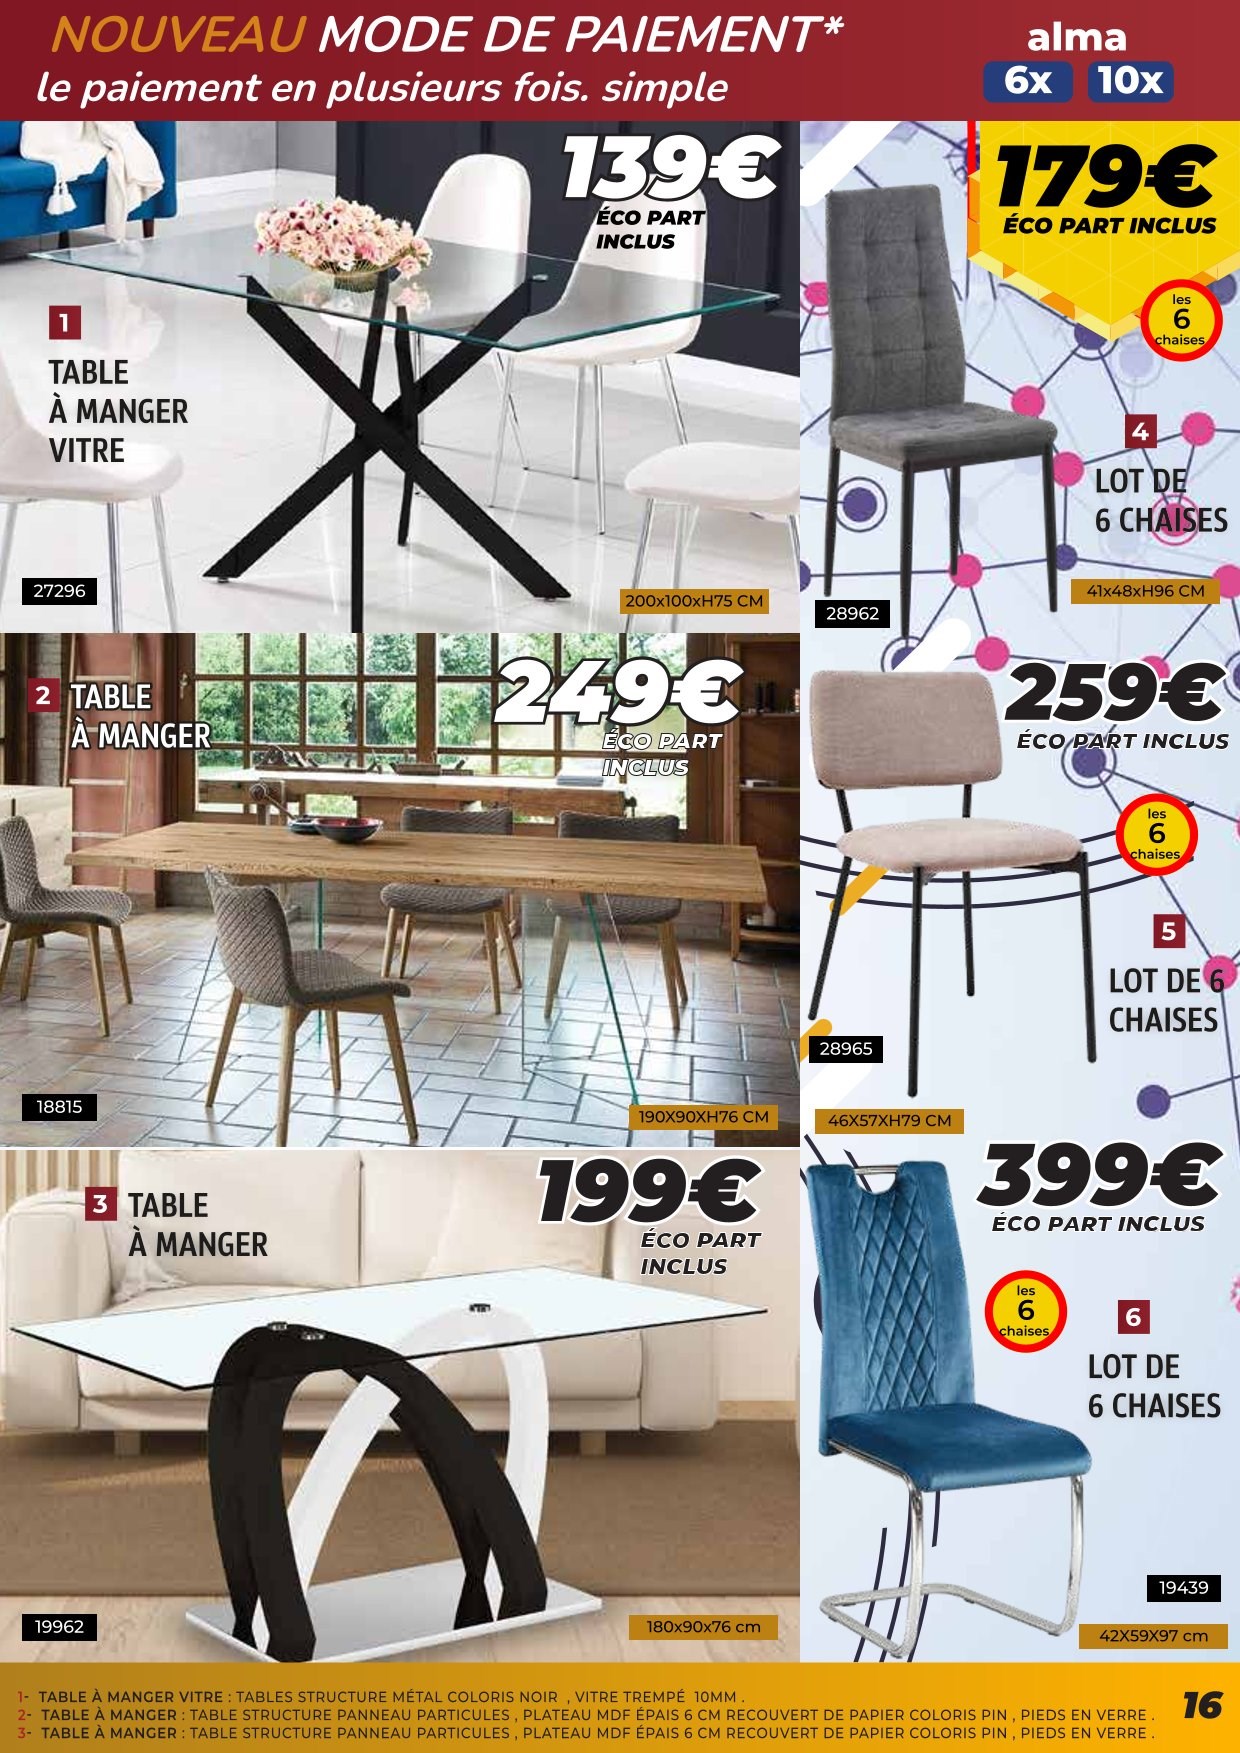 NOUVEAU MODE DE PAIEMENT*
le paiement en plusieurs fois. simple
alma
6x 10x
139€
ÉCO PART
INCLUS
1
TABLE
À MANGER
VITRE
27296
200x100xH75 CM
179€
ÉCO PART INCLUS
les
6
chaises
4
LOT DE
6 CHAISES
41x48xH96 CM
28962
2 TABLE
À MANGER
249€
ÉCO PART
INCLUS
18815
190X90XH76 CM
259€
ÉCO PART INCLUS
les
6
chaises
5
LOT DE 6
CHAISES
28965
46X57XH79 CM
3 TABLE
À MANGER
199€
ÉCO PART
INCLUS
19962
180x90x76 cm
399€
ÉCO PART INCLUS
les
6
chaises
6
LOT DE
6 CHAISES
19439
42X59X97 cm
1- TABLE À MANGER VITRE : TABLES STRUCTURE MÉTAL COLORIS NOIR , VITRE TREMPÉ 10MM .
2- TABLE À MANGER : TABLE STRUCTURE PANNEAU PARTICULES , PLATEAU MDF ÉPAIS 6 CM RECOUVERT DE PAPIER COLORIS PIN , PIEDS EN VERRE .
3- TABLE À MANGER : TABLE STRUCTURE PANNEAU PARTICULES , PLATEAU MDF ÉPAIS 6 CM RECOUVERT DE PAPIER COLORIS PIN , PIEDS EN VERRE .
16